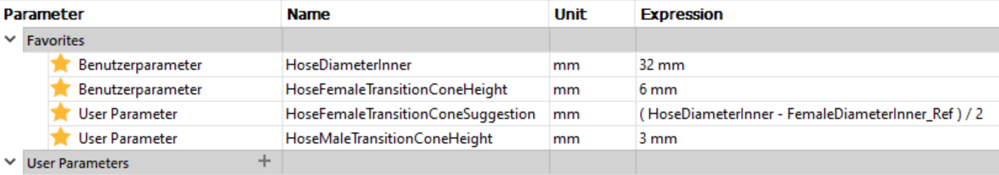 Parameter Name Unit Expression
Favorites
Benutzerparameter HoseDiameterInner mm 32 mm
Benutzerparameter HoseFemaleTransitionConeHeight mm 6 mm
User Parameter HoseFemaleTransitionConeSuggestion mm ( HoseDiameterInner - FemaleDiameterInner_Ref ) / 2
User Parameter HoseMaleTransitionConeHeight mm 3 mm
User Parameters +